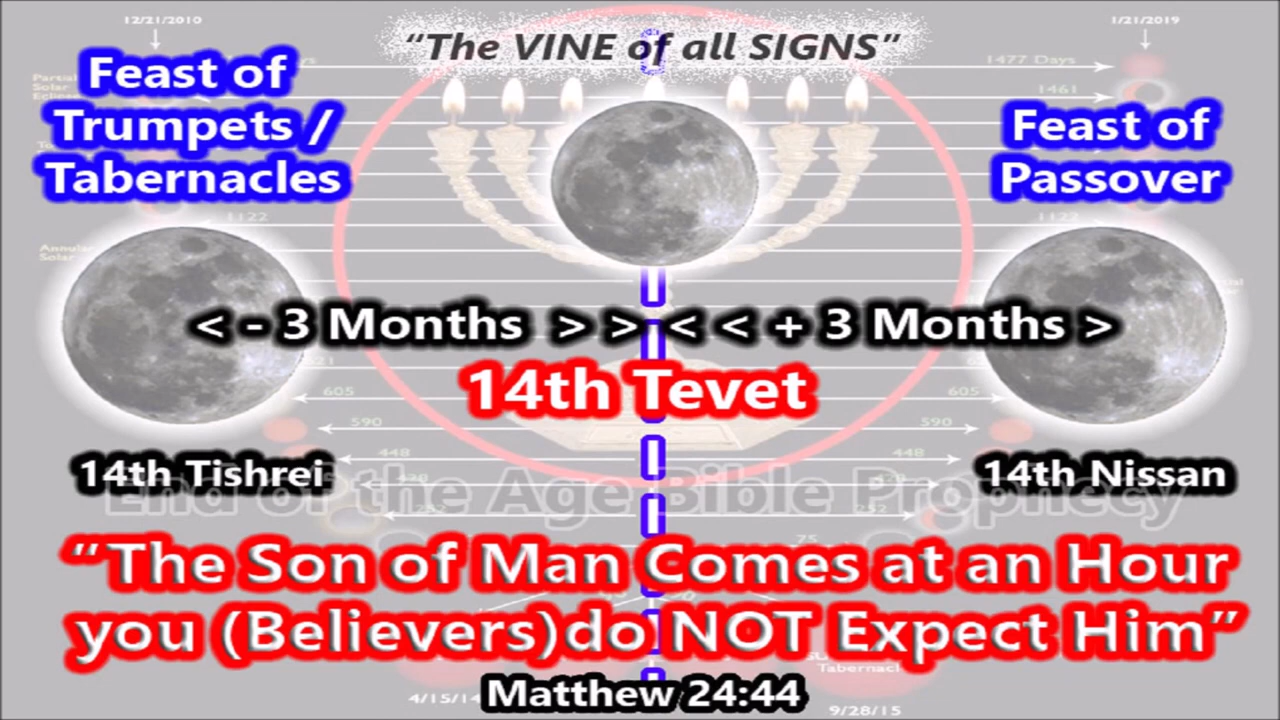 12/21/2010
1/21/2019
"The VINE of all SIGNS"
1477 Days
1461
Feast of
Trumpets /
Tabernacles
Feast of
Passover
1122
1122
< - 3 Months > > < < + 3 Months >
14th Tevet
605
605
590
590
448
448
14th Tishrei
14th Nissan
End of the Age Bible Prophecy
75
"The Son of Man Comes at an Hour
you (Believers)do NOT Expect Him"
Matthew 24:44
4/15/14
9/28/15